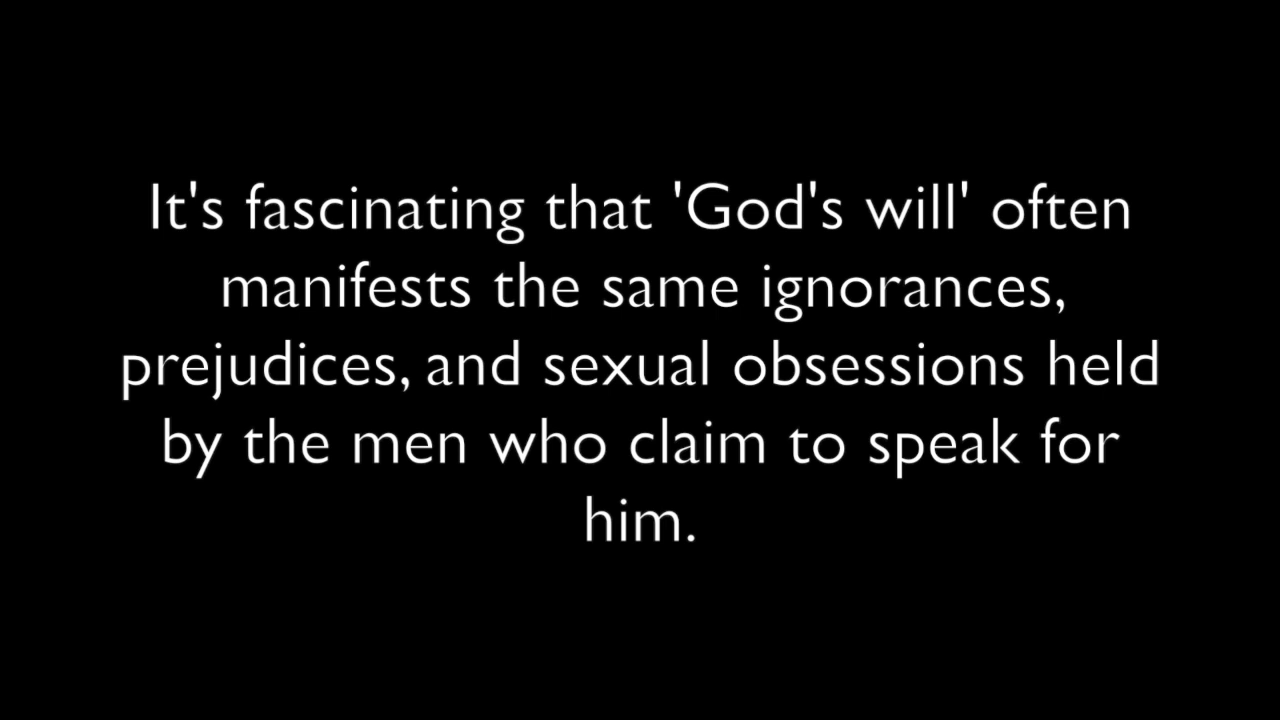 It's fascinating that 'God's will' often
manifests the same ignorances,
prejudices, and sexual obsessions held
by the men who claim to speak for
him.